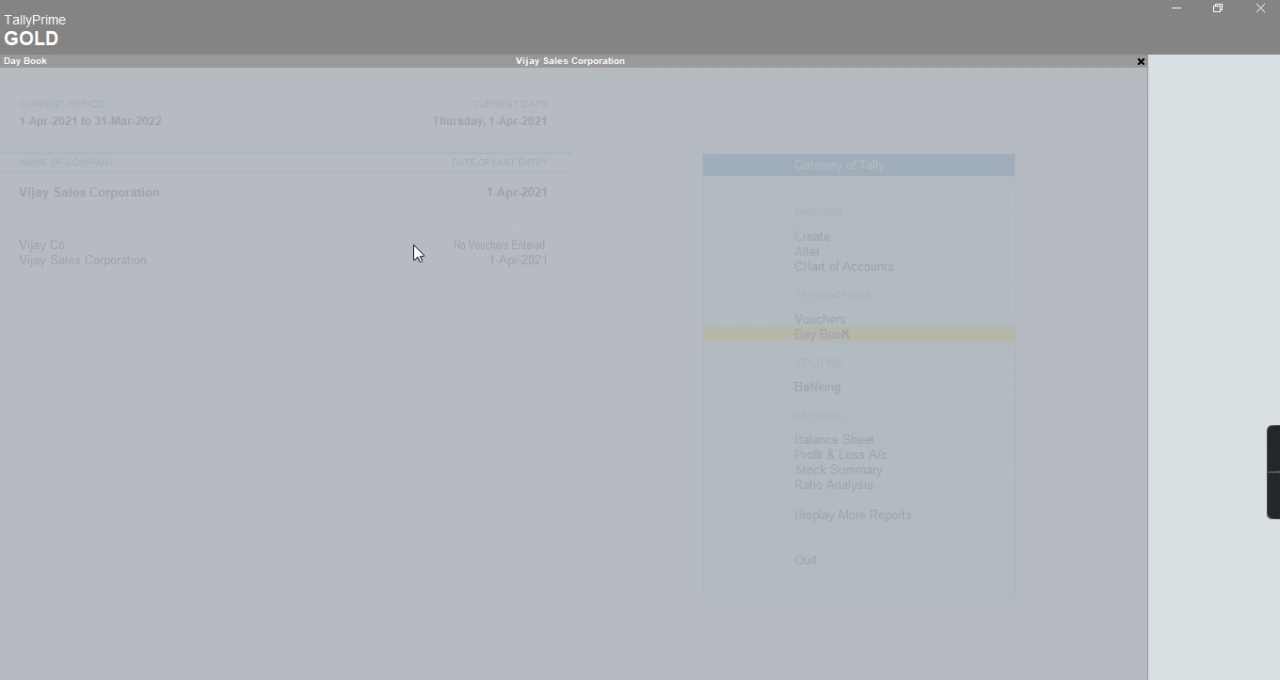 TallyPrime
GOLD
Day Book
Vijay Sales Corporation
CURRENT PERIOD
CURRENT DATE
1-Apr-2021 to 31-Mar-2022
Thursday, 1-Apr-2021
NAME OF COMPANY
DATE OF LAST ENTRY
Vijay Sales Corporation
1-Apr-2021
Vijay Co
No Vouchers Entered
Vijay Sales Corporation
1-Apr-2021
Gateway of Tally
MASTERS
Create
Alter
CHart of Accounts
TRANSACTIONS
Vouchers
Day BooK
UTILITIES
BaNking
REPORTS
Balance Sheet
Profit & Loss A/c
Stock Summary
Ratio Analysis
Display More Reports
Quit